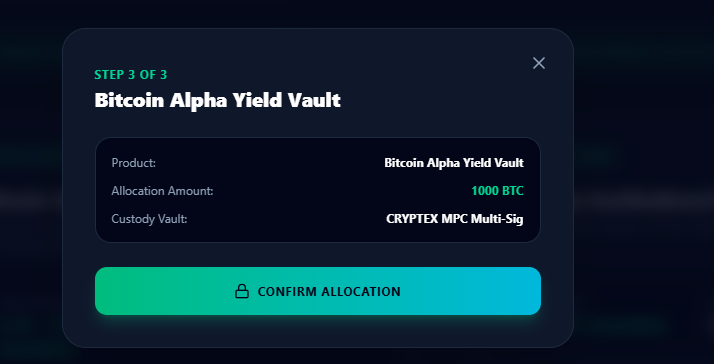 STEP 3 OF 3
Bitcoin Alpha Yield Vault
Product: Bitcoin Alpha Yield Vault
Allocation Amount: 1000 BTC
Custody Vault: CRYPTEX MPC Multi-Sig
CONFIRM ALLOCATION